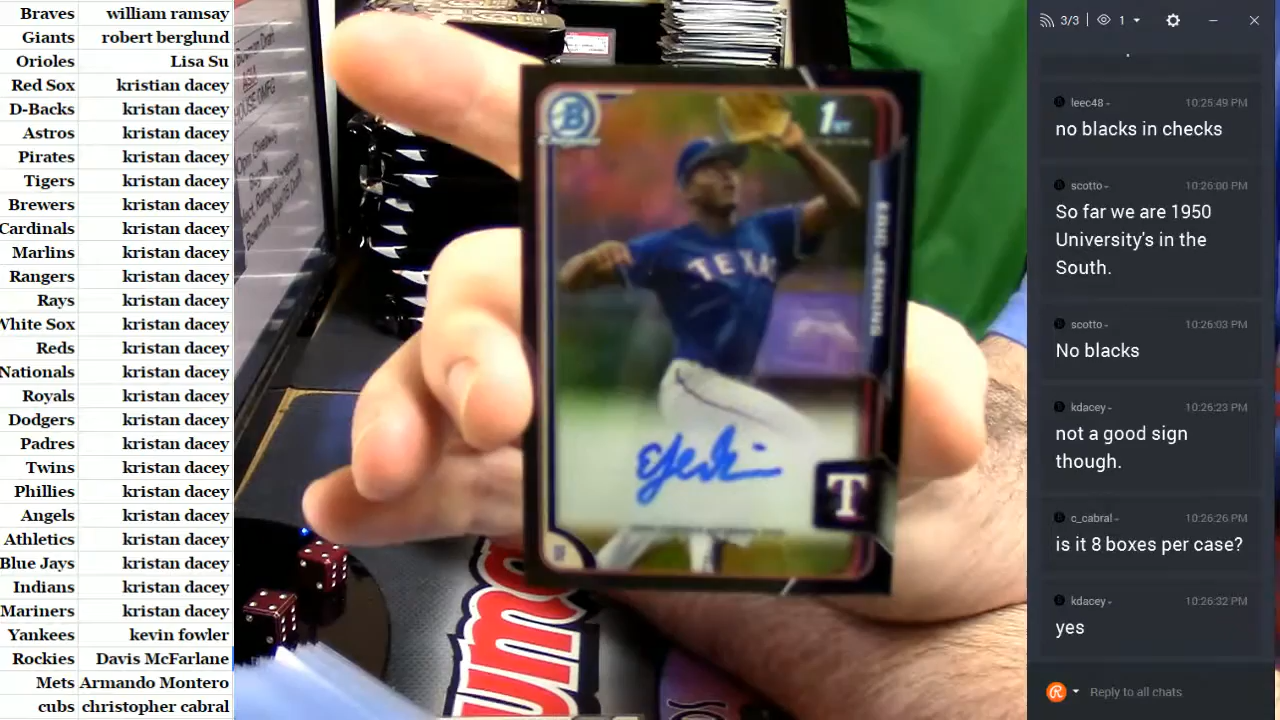 Braves william ramsay
Giants robert berglund
Orioles Lisa Su
Red Sox kristian dacey
D-Backs kristan dacey
Astros kristan dacey
Pirates kristan dacey
Tigers kristan dacey
Brewers kristan dacey
Cardinals kristan dacey
Marlins kristan dacey
Rangers kristan dacey
Rays kristan dacey
White Sox kristan dacey
Reds kristan dacey
Nationals kristan dacey
Royals kristan dacey
Dodgers kristan dacey
Padres kristan dacey
Twins kristan dacey
Phillies kristan dacey
Angels kristan dacey
Athletics kristan dacey
Blue Jays kristan dacey
Indians kristan dacey
Mariners kristan dacey
Yankees kevin fowler
Rockies Davis McFarlane
Mets Armando Montero
cubs christopher cabral
B
1ST
TEXA
JENKINS
T
3/3 1
leec48 10:25:49 PM
no blacks in checks
scotto 10:26:00 PM
So far we are 1950
University's in the
South.
scotto 10:26:03 PM
No blacks
kdacey 10:26:23 PM
not a good sign
though.
c_cabral 10:26:26 PM
is it 8 boxes per case?
kdacey 10:26:32 PM
yes
Reply to all chats